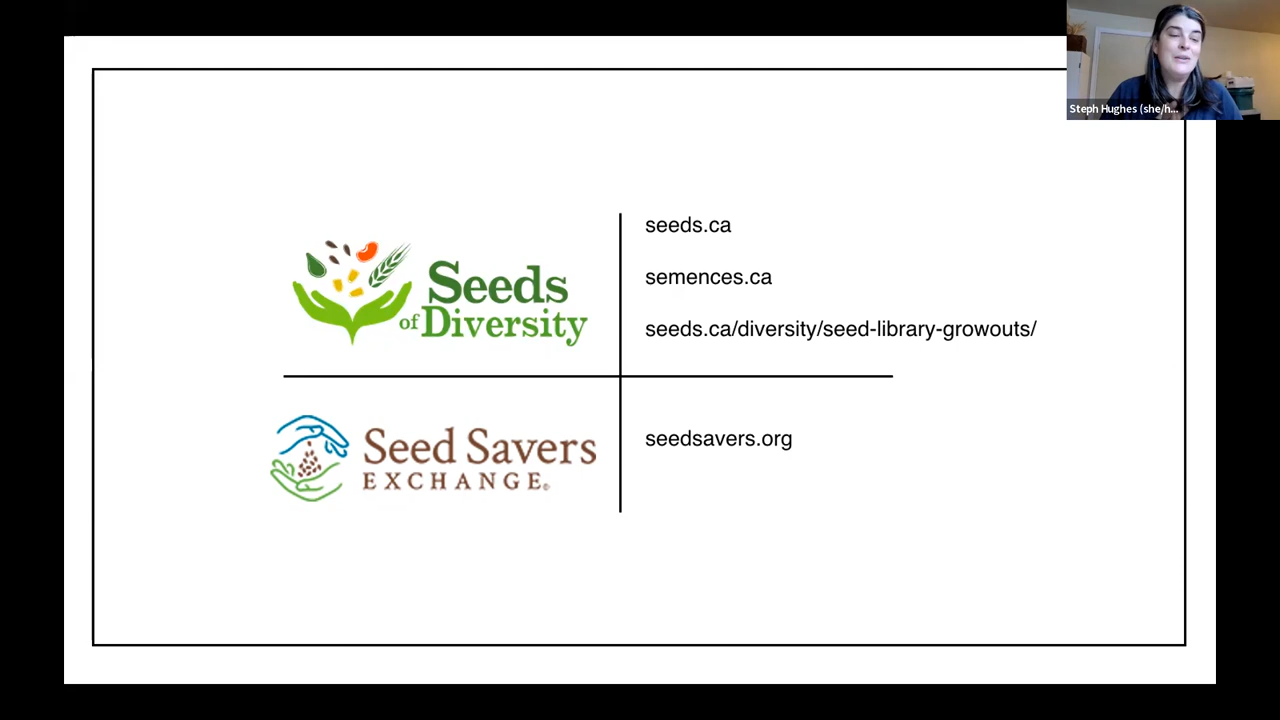 Steph Hughes (she/h...
Seeds
of Diversity
seeds.ca
semences.ca
seeds.ca/diversity/seed-library-growouts/
Seed Savers
EXCHANGE®
seedsavers.org